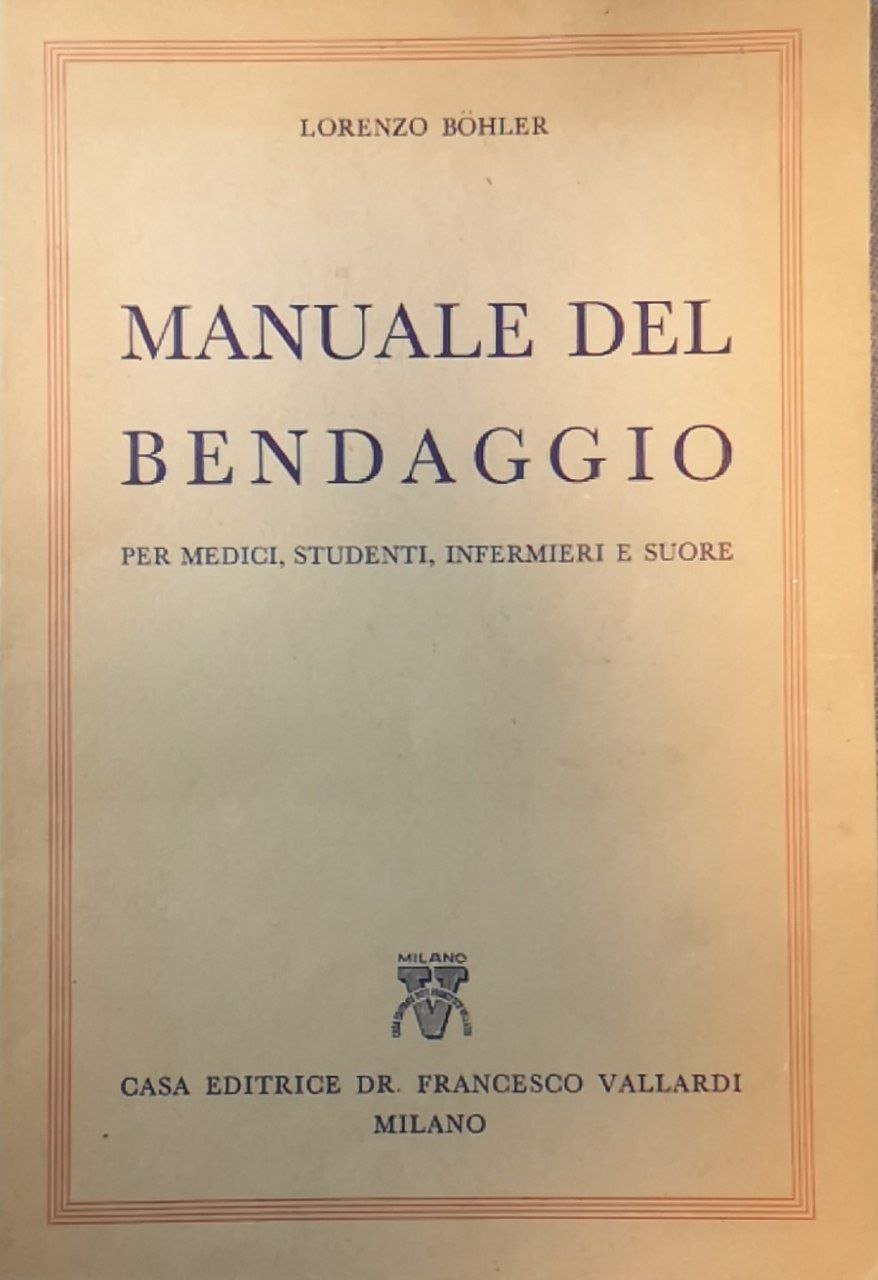 LORENZO BÖHLER
MANUALE DEL
BENDAGGIO
PER MEDICI, STUDENTI, INFERMIERI E SUORE
MILANO
V
CASA EDITRICE DR. FRANCESCO VALLARDI
MILANO